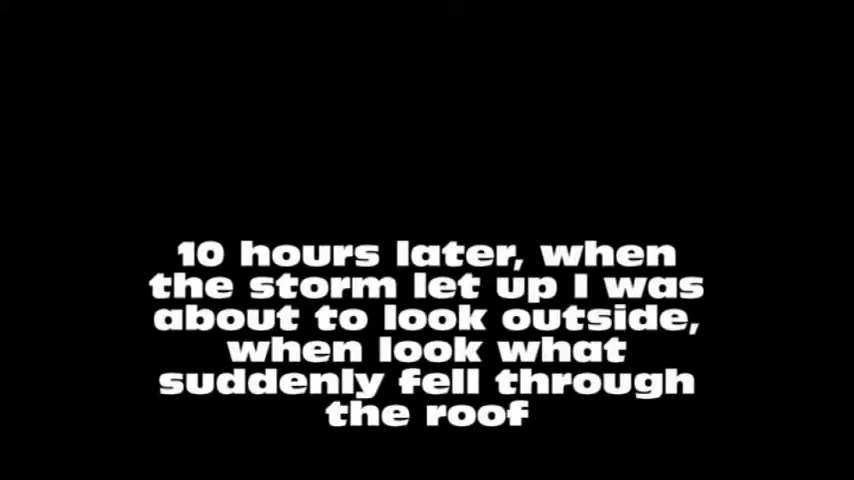 10 hours later, when
the storm let up I was
about to look outside,
when look what
suddenly fell through
the roof